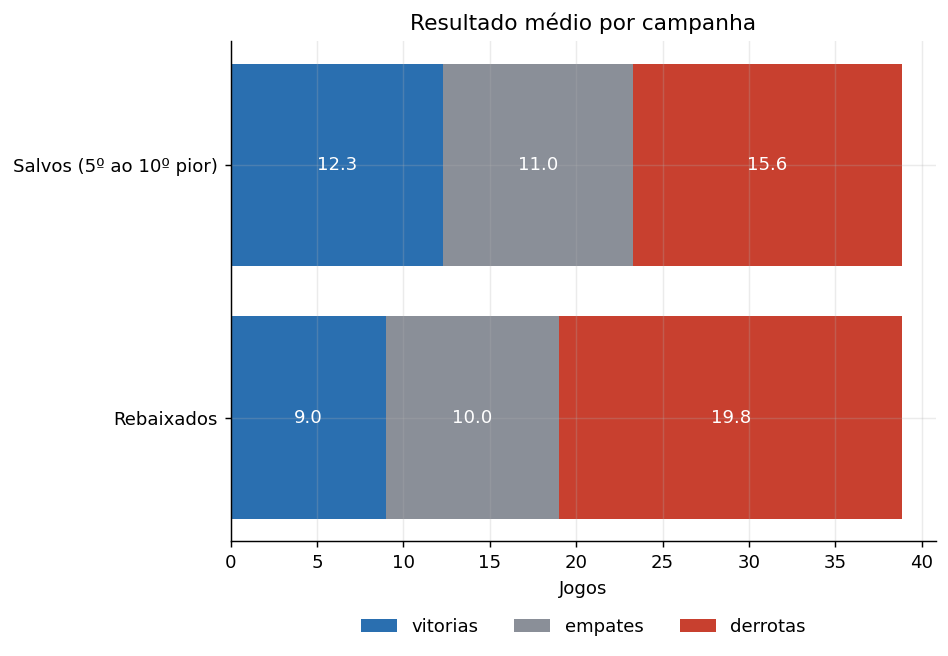 Resultado médio por campanha
Salvos (5º ao 10º pior)
12.3 11.0 15.6
Rebaixados
9.0 10.0 19.8
0 5 10 15 20 25 30 35 40
Jogos
vitorias empates derrotas